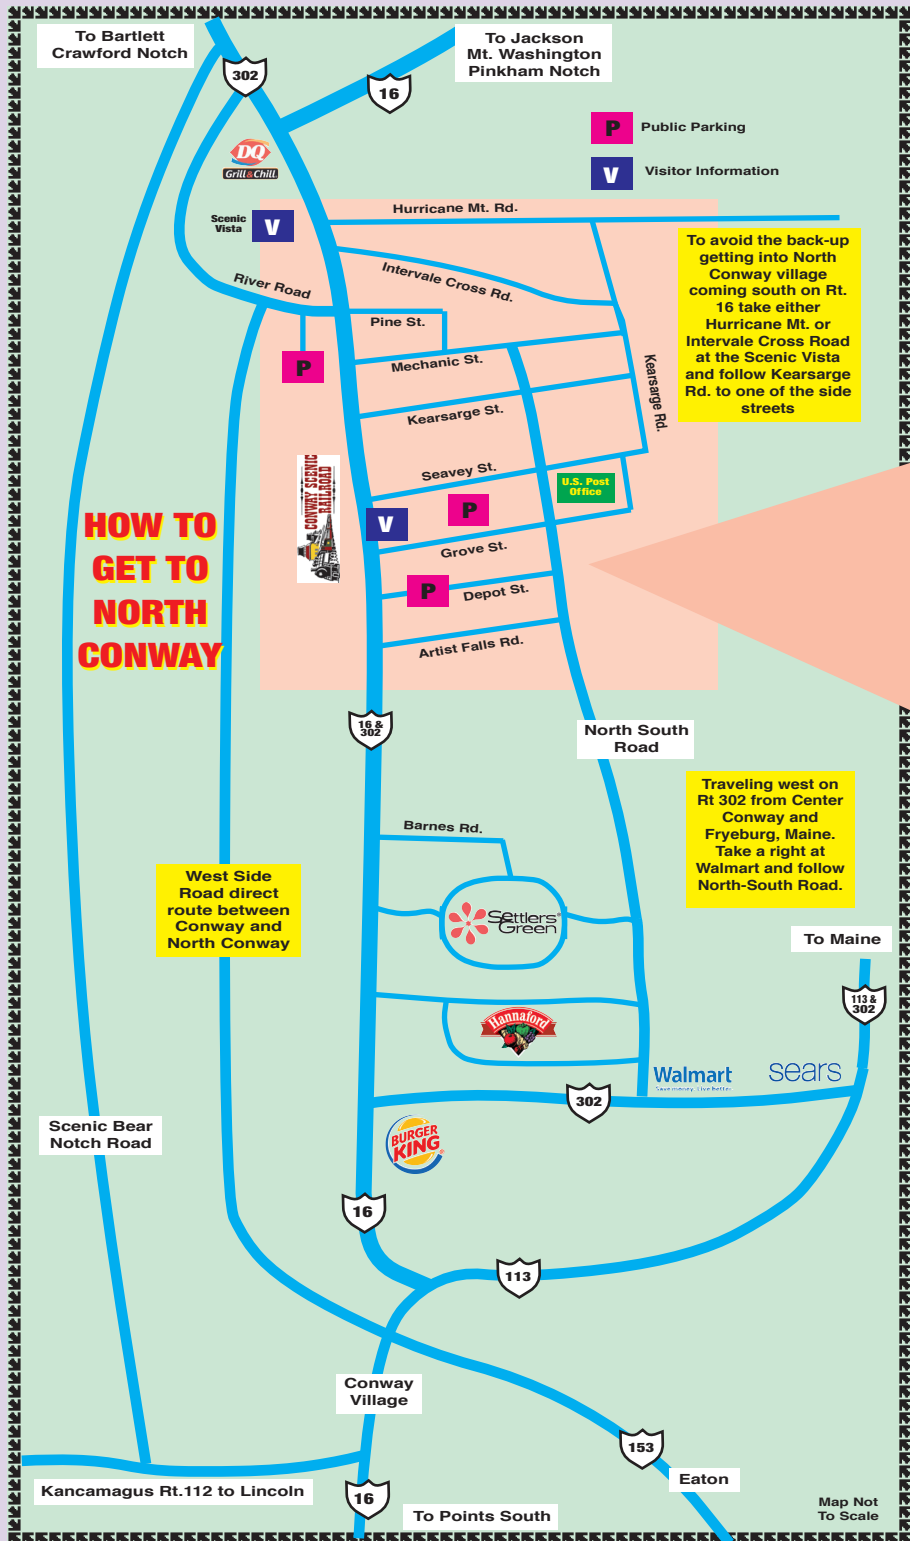 To Bartlett
Crawford Notch
To Jackson
Mt. Washington
Pinkham Notch
302
16
P
Public Parking
V
Visitor Information
DQ
Grill&Chill
Scenic
Vista
V
Hurricane Mt. Rd.
To avoid the back-up
getting into North
Conway village
coming south on Rt.
16 take either
Hurricane Mt. or
Intervale Cross Road
at the Scenic Vista
and follow Kearsarge
Rd. to one of the side
streets
Intervale Cross Rd.
River Road
Pine St.
P
Mechanic St.
Kearsarge Rd.
Kearsarge St.
CONWAY SCENIC
RAILROAD
Seavey St.
U.S. Post
Office
P
V
Grove St.
HOW TO
GET TO
NORTH
CONWAY
P
Depot St.
Artist Falls Rd.
16 &
302
North South
Road
Traveling west on
Rt 302 from Center
Conway and
Fryeburg, Maine.
Take a right at
Walmart and follow
North-South Road.
Barnes Rd.
West Side
Road direct
route between
Conway and
North Conway
Settlers'
Green
To Maine
113 &
302
Hannaford
Walmart
Save money. Live better.
sears
302
Scenic Bear
Notch Road
BURGER
KING
16
113
Conway
Village
153
Eaton
Kancamagus Rt.112 to Lincoln
16
To Points South
Map Not
To Scale